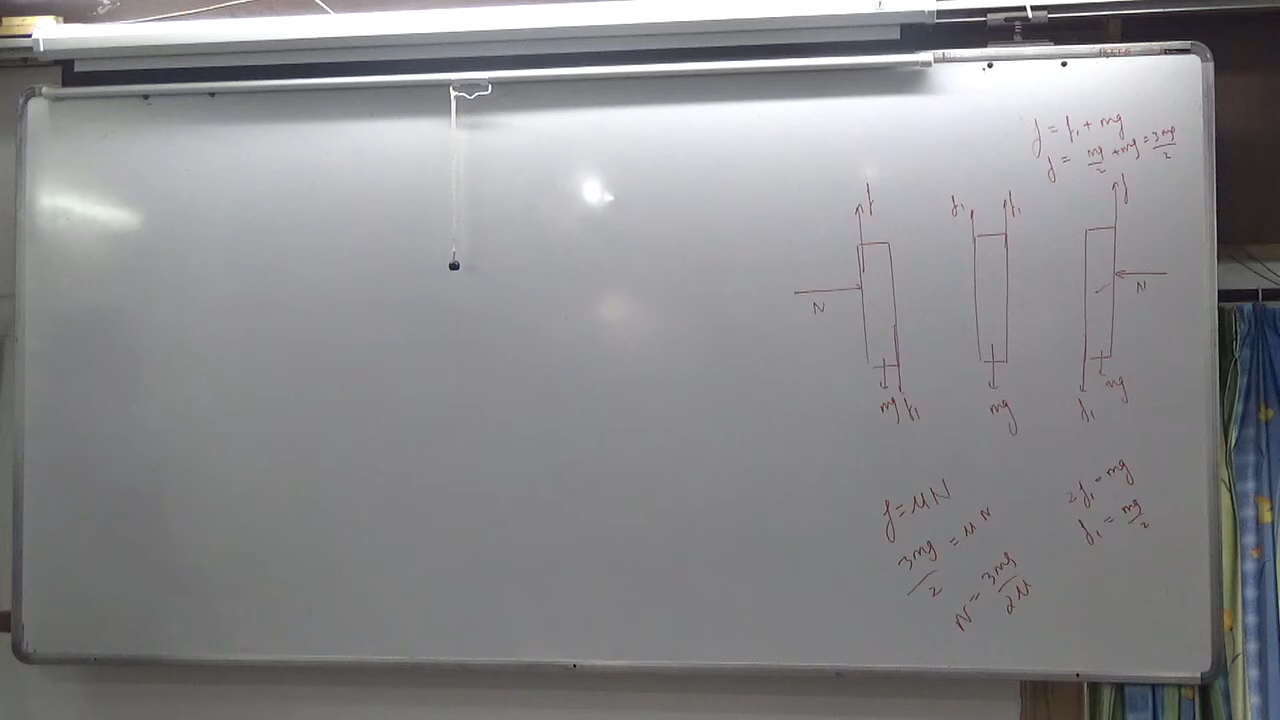 f = f₁ + mg
f = mg/2 + mg = 3mg/2
f
f₁
f₁
f
N
N
mg
f₁
mg
f₁
mg
f = μN
3mg/2 = μN
N = 3mg/2μ
2f₁ = mg
f₁ = mg/2